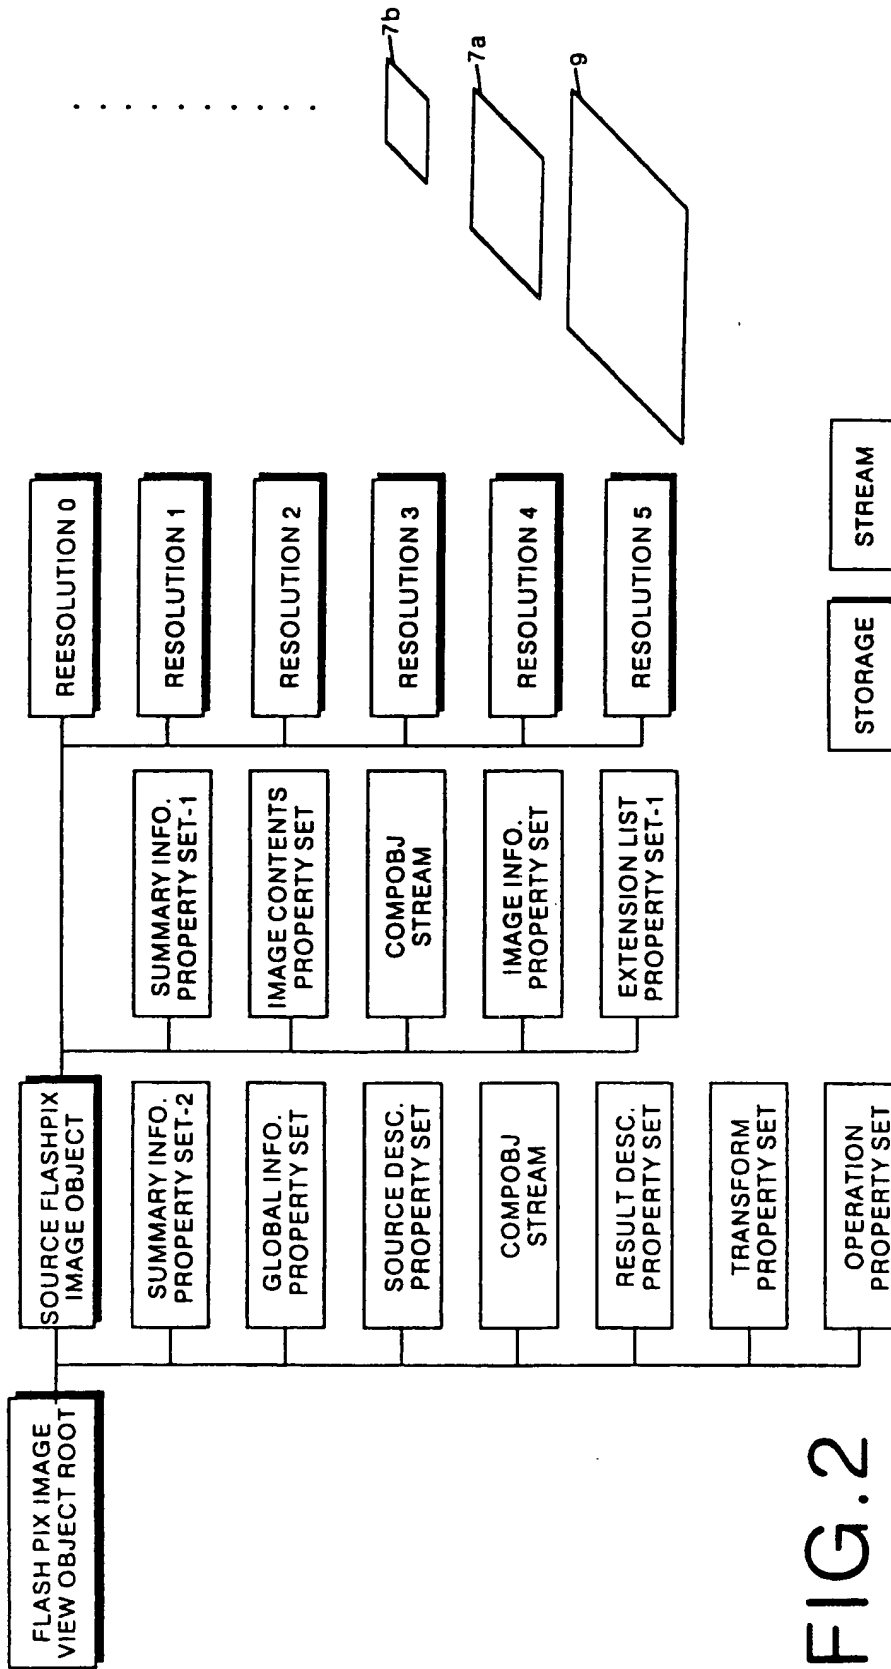 FLASH PIX IMAGE
VIEW OBJECT ROOT
SOURCE FLASHPIX
IMAGE OBJECT
SUMMARY INFO.
PROPERTY SET-2
GLOBAL INFO.
PROPERTY SET
SOURCE DESC.
PROPERTY SET
COMPOBJ
STREAM
RESULT DESC.
PROPERTY SET
TRANSFORM
PROPERTY SET
OPERATION
PROPERTY SET
SUMMARY INFO.
PROPERTY SET-1
IMAGE CONTENTS
PROPERTY SET
COMPOBJ
STREAM
IMAGE INFO.
PROPERTY SET
EXTENSION LIST
PROPERTY SET-1
REESOLUTION 0
RESOLUTION 1
RESOLUTION 2
RESOLUTION 3
RESOLUTION 4
RESOLUTION 5
7b
7a
9
STORAGE
STREAM
FIG.2